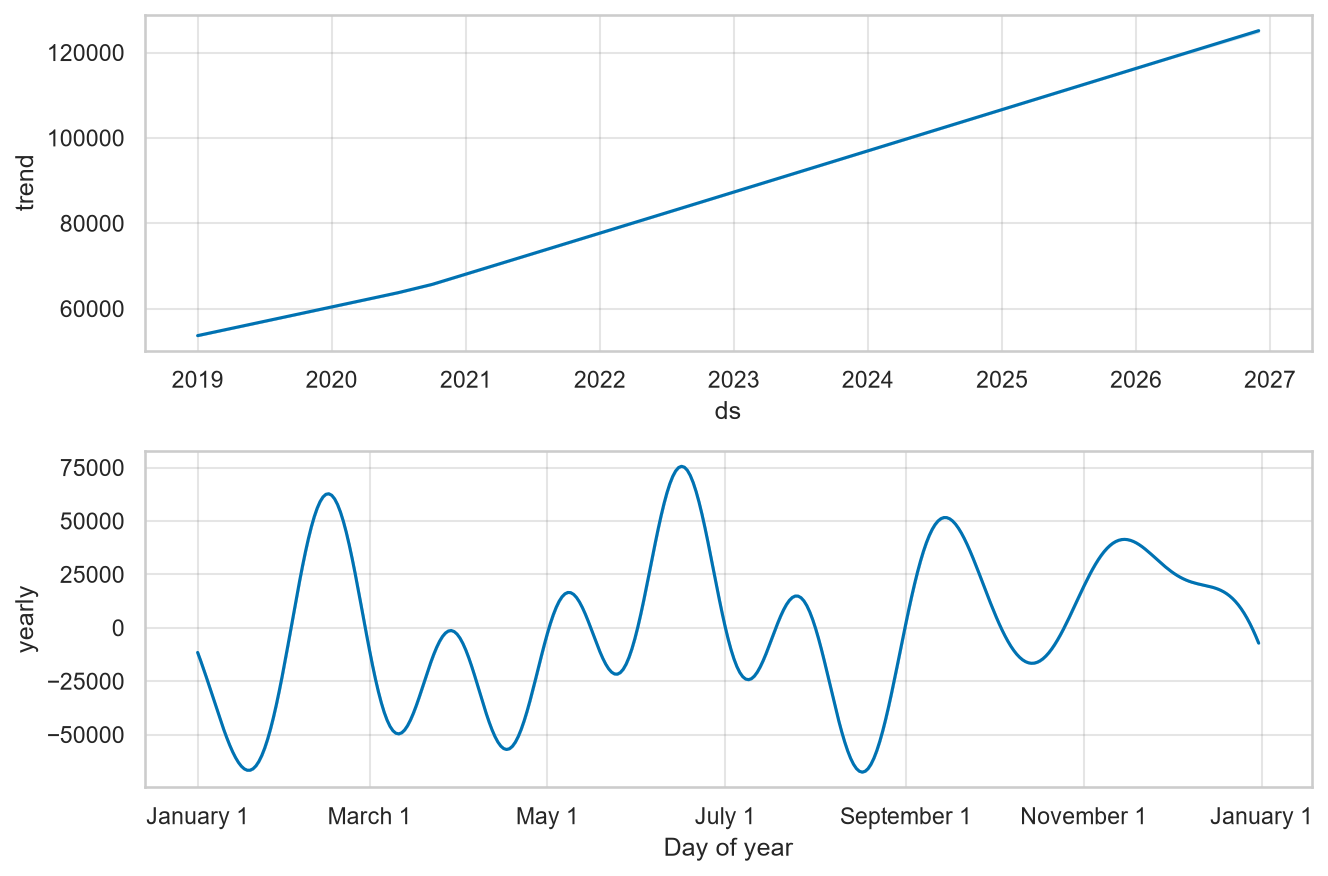 120000
100000
80000
60000
trend
2019 2020 2021 2022 2023 2024 2025 2026 2027
ds
75000
50000
25000
0
−25000
−50000
yearly
January 1 March 1 May 1 July 1 September 1 November 1 January 1
Day of year